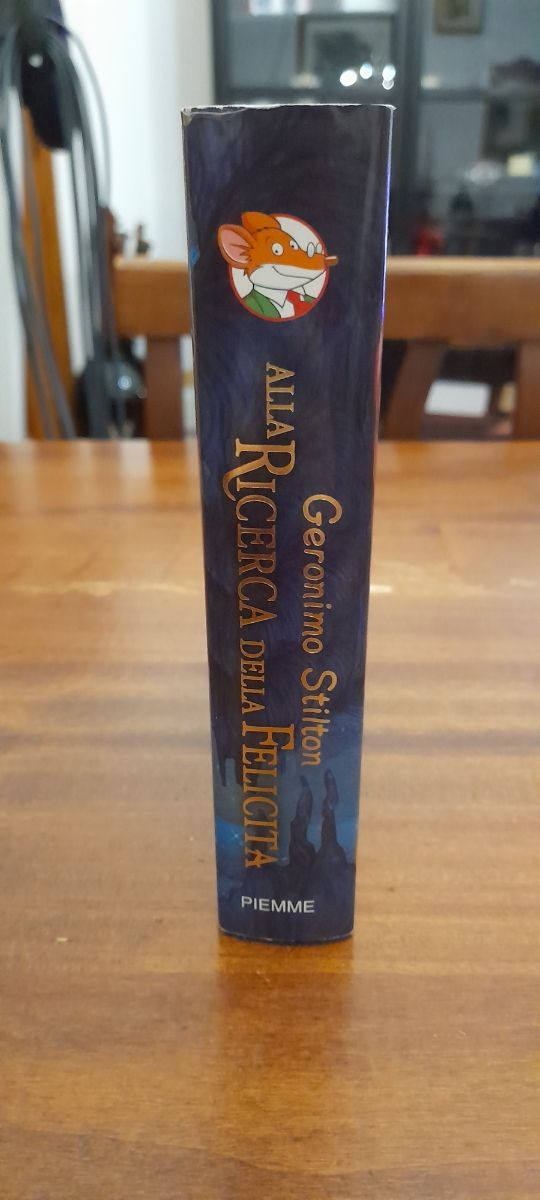 Geronimo Stilton
ALLA RICERCA DELLA FELICITÀ
PIEMME